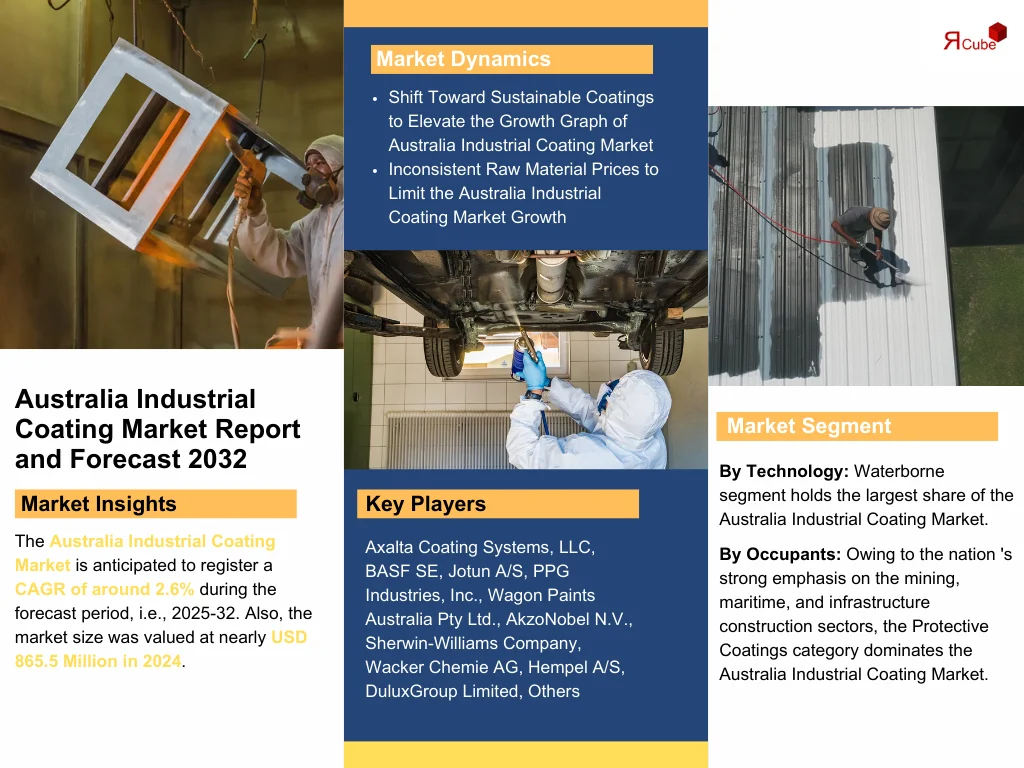 Australia Industrial
Coating Market Report
and Forecast 2032
Market Insights
The Australia Industrial Coating
Market is anticipated to register a
CAGR of around 2.6% during the
forecast period, i.e., 2025-32. Also, the
market size was valued at nearly USD
865.5 Million in 2024.
Market Dynamics
• Shift Toward Sustainable Coatings
to Elevate the Growth Graph of
Australia Industrial Coating Market
• Inconsistent Raw Material Prices to
Limit the Australia Industrial
Coating Market Growth
Key Players
Axalta Coating Systems, LLC,
BASF SE, Jotun A/S, PPG
Industries, Inc., Wagon Paints
Australia Pty Ltd., AkzoNobel N.V.,
Sherwin-Williams Company,
Wacker Chemie AG, Hempel A/S,
DuluxGroup Limited, Others
ЯCube
Market Segment
By Technology: Waterborne
segment holds the largest share of the
Australia Industrial Coating Market.
By Occupants: Owing to the nation 's
strong emphasis on the mining,
maritime, and infrastructure
construction sectors, the Protective
Coatings category dominates the
Australia Industrial Coating Market.